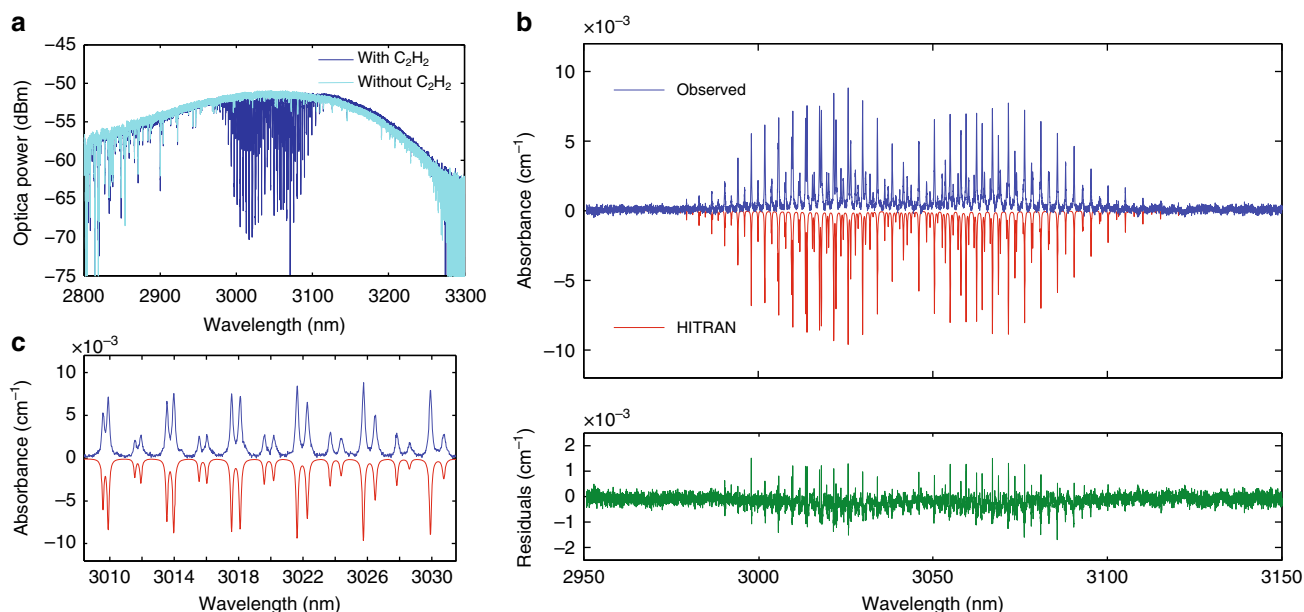 a
−45
−50
−55
−60
−65
−70
−75
Optica power (dBm)
With C₂H₂
Without C₂H₂
2800 2900 3000 3100 3200 3300
Wavelength (nm)
b
×10⁻³
10
5
0
−5
−10
Absorbance (cm⁻¹)
Observed
HITRAN
c
×10⁻³
10
5
0
−5
−10
Absorbance (cm⁻¹)
3010 3014 3018 3022 3026 3030
Wavelength (nm)
×10⁻³
2
1
0
−1
−2
Residuals (cm⁻¹)
2950 3000 3050 3100 3150
Wavelength (nm)